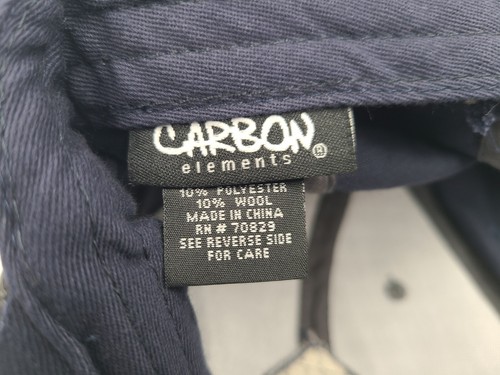 CARBON
elements ®
10% POLYESTER
10% WOOL
MADE IN CHINA
RN # 70829
SEE REVERSE SIDE
FOR CARE